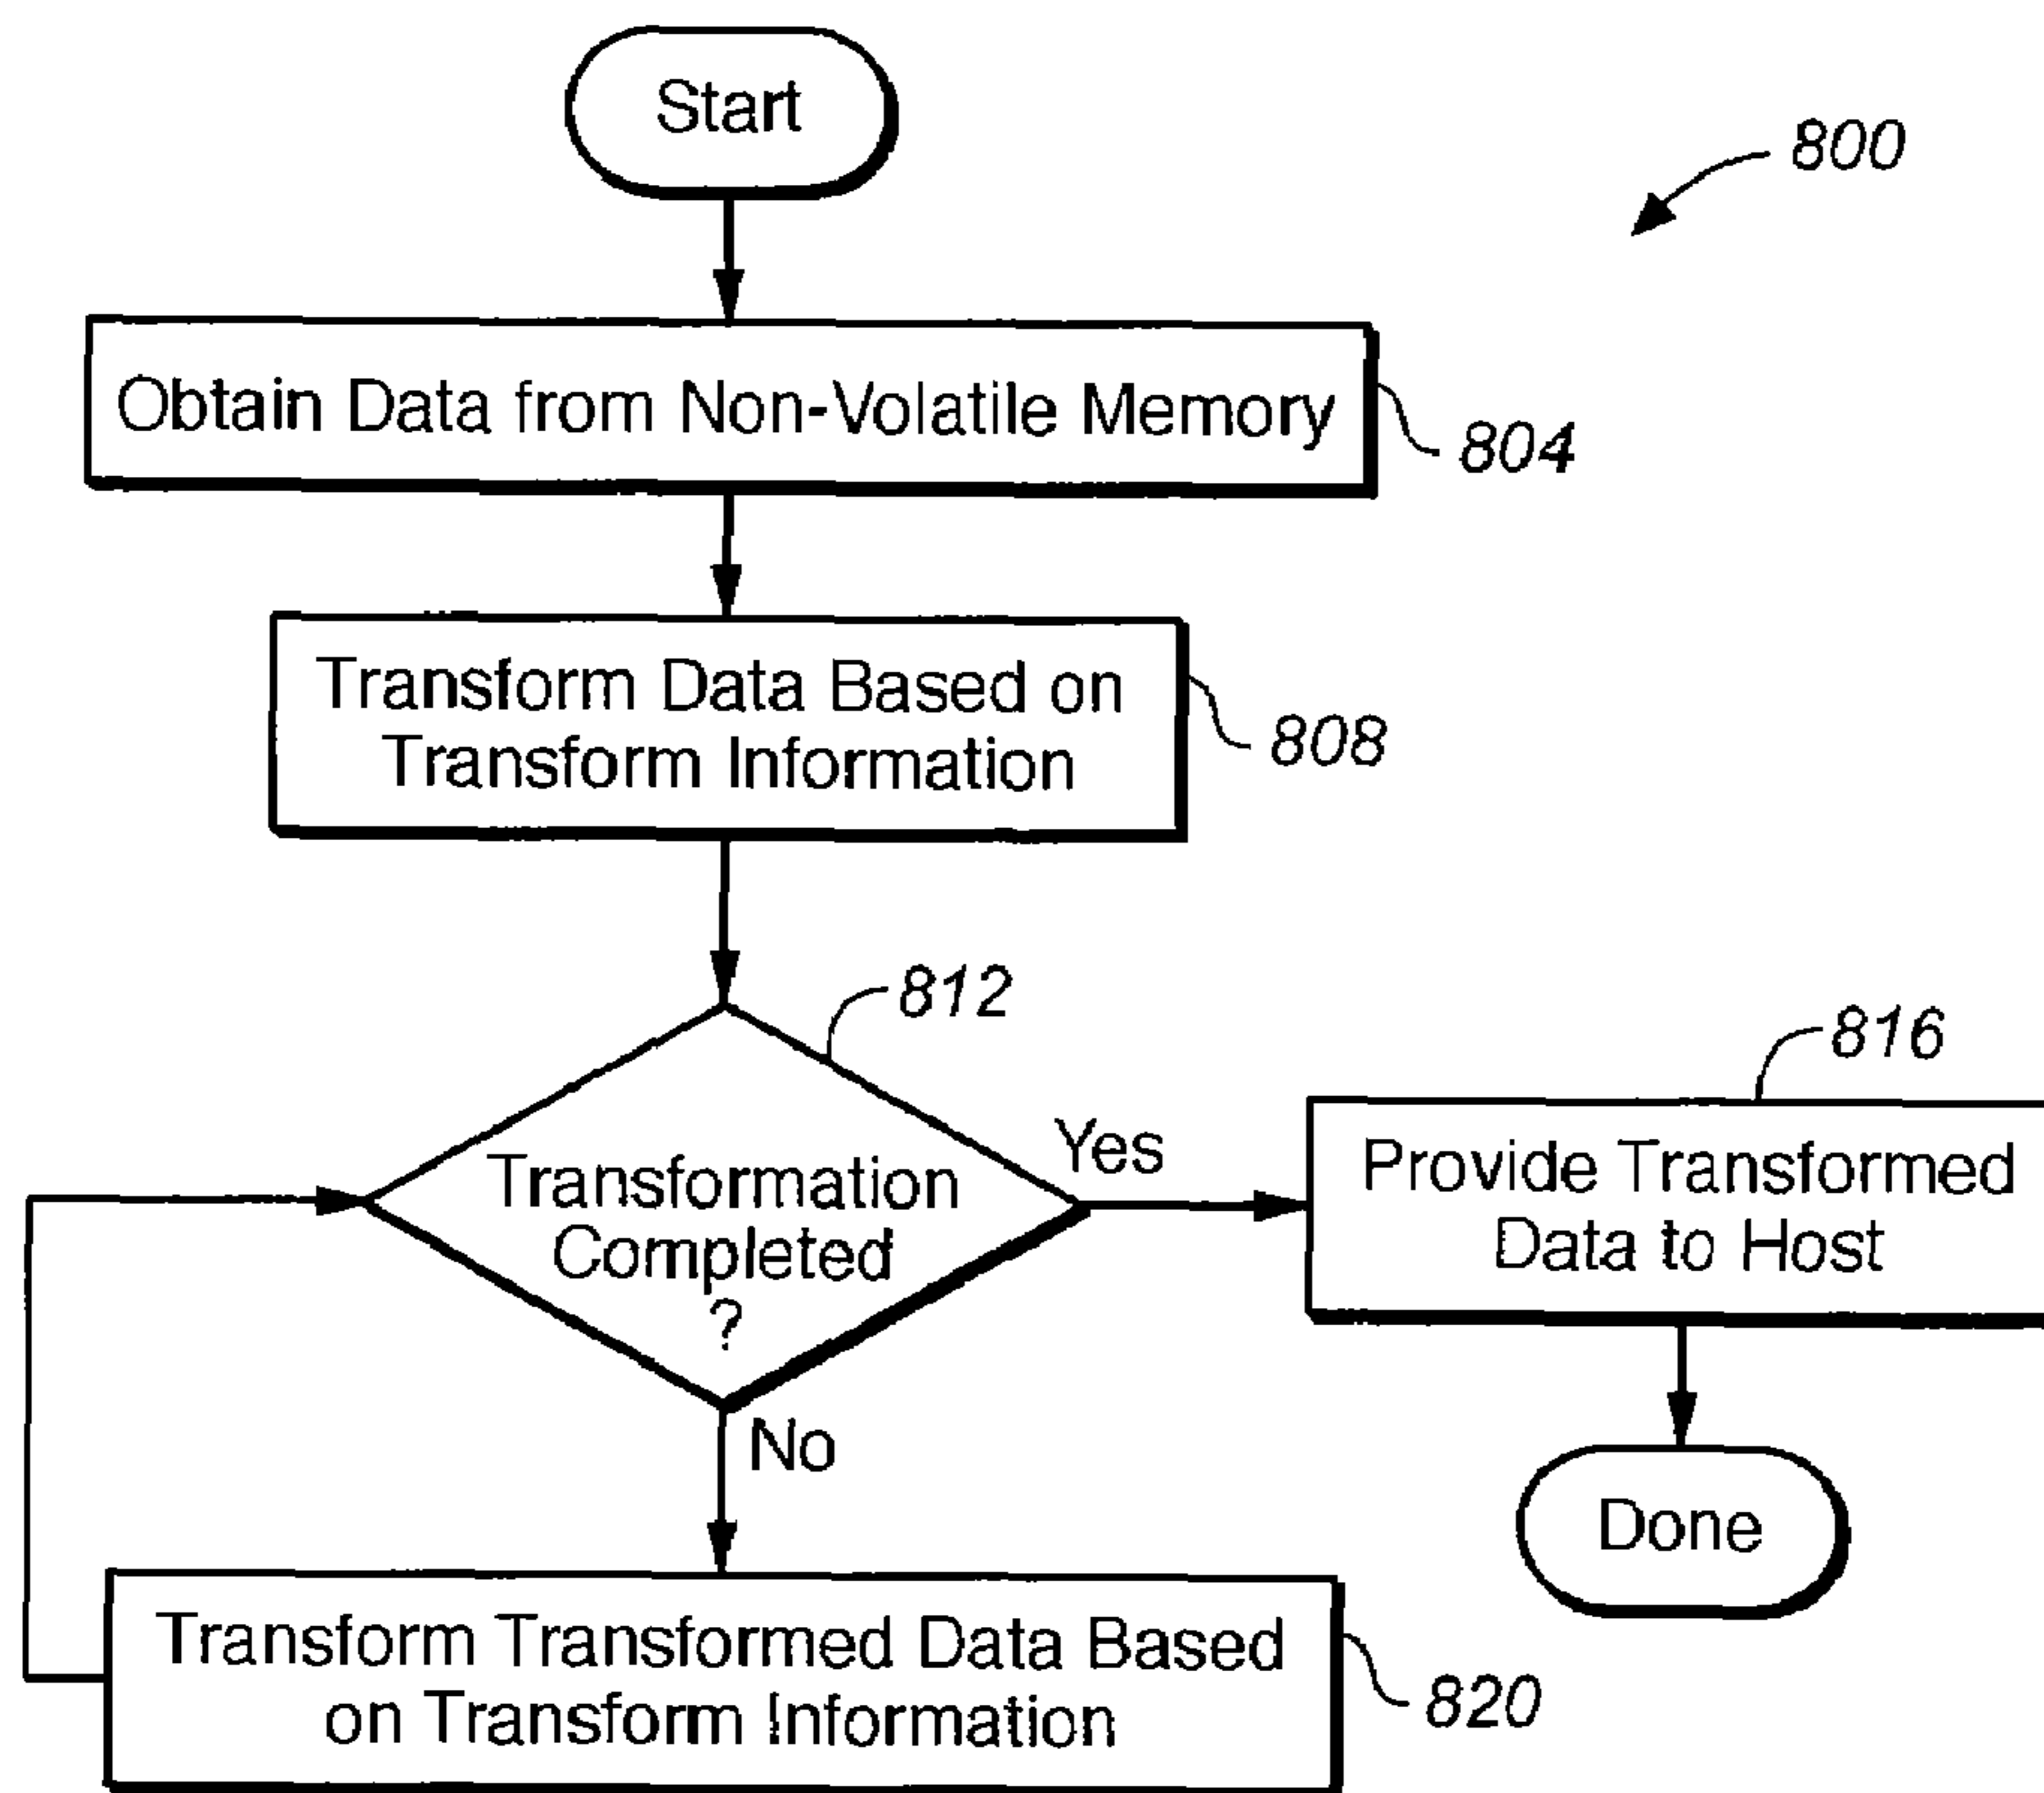 Start
800
Obtain Data from Non-Volatile Memory
804
Transform Data Based on
Transform Information
808
812
Transformation
Completed
?
Yes
816
Provide Transformed
Data to Host
No
Done
Transform Transformed Data Based
on Transform Information
820